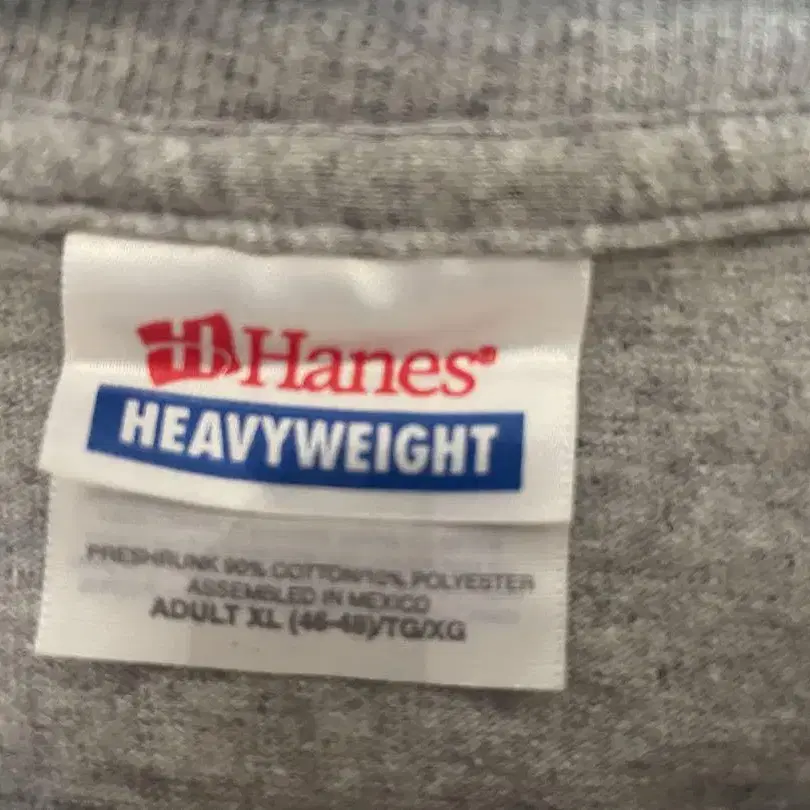 Hanes®
HEAVYWEIGHT
PRESHRUNK 90% COTTON/10% POLYESTER
ASSEMBLED IN MEXICO
ADULT XL (46-48)/TG/XG